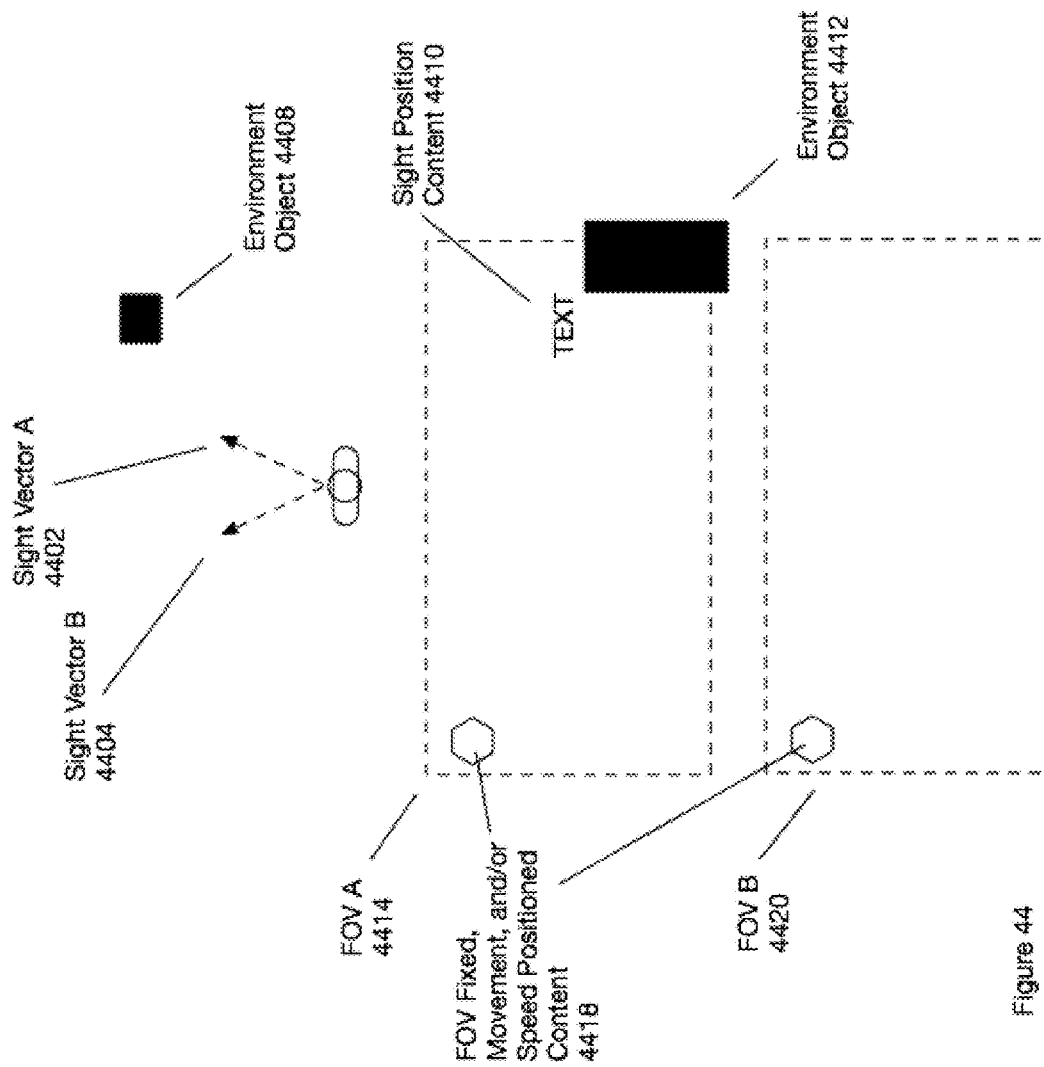 Sight Vector A
4402
Sight Vector B
4404
Environment
Object 4408
FOV A
4414
Sight Position
Content 4410
TEXT
FOV Fixed,
Movement, and/or
Speed Positioned
Content
4418
Environment
Object 4412
FOV B
4420
Figure 44